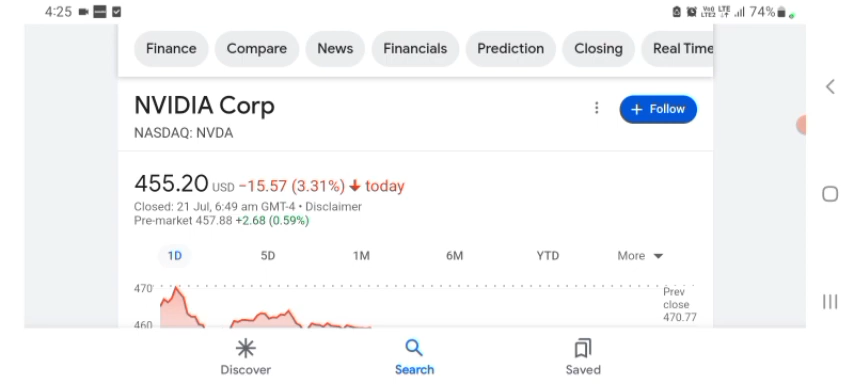 4:25 74%
Finance Compare News Financials Prediction Closing Real Time
NVIDIA Corp
+ Follow
NASDAQ: NVDA
455.20 USD −15.57 (3.31%) today
Closed: 21 Jul, 6:49 am GMT-4 • Disclaimer
Pre-market 457.88 +2.68 (0.59%)
1D 5D 1M 6M YTD More
470
Prev
close
470.77
460
Discover Search Saved